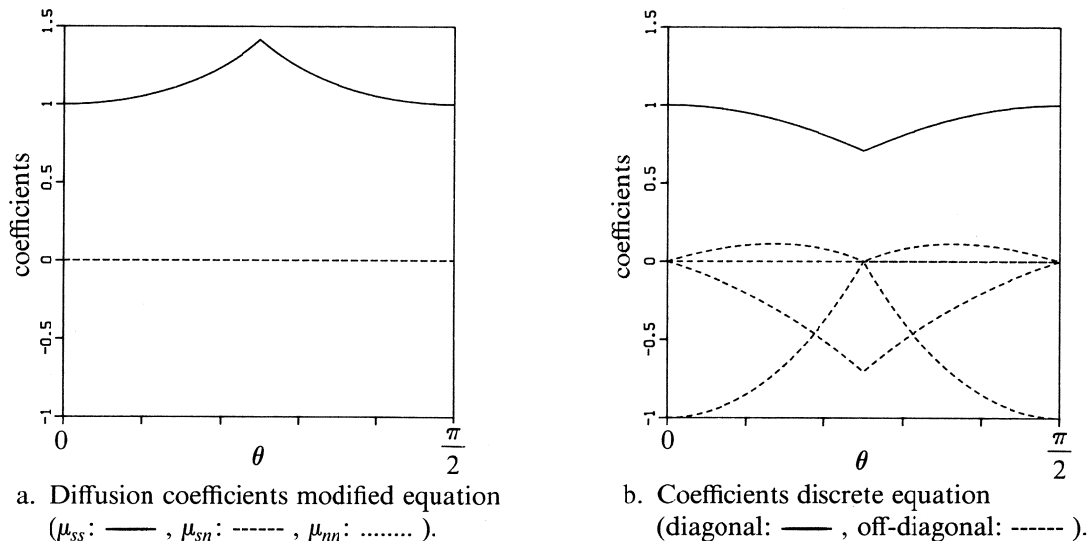 1.5
1
0.5
0
-0.5
-1
coefficients
0
θ
π
2
a. Diffusion coefficients modified equation
(μss: ——, μsn: ------, μnn: ........).
1.5
1
0.5
0
-0.5
-1
coefficients
0
θ
π
2
b. Coefficients discrete equation
(diagonal: ——, off-diagonal: ------).